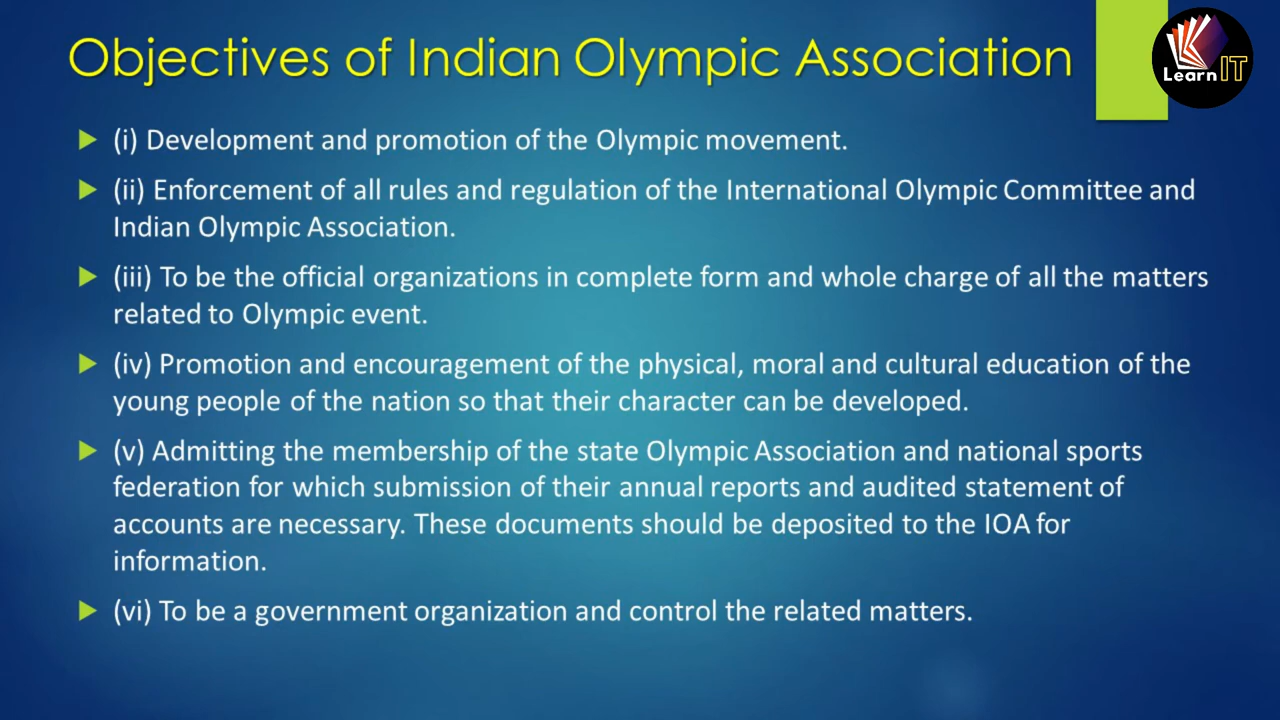 Objectives of Indian Olympic Association
Learn IT
(i) Development and promotion of the Olympic movement.
(ii) Enforcement of all rules and regulation of the International Olympic Committee and
Indian Olympic Association.
(iii) To be the official organizations in complete form and whole charge of all the matters
related to Olympic event.
(iv) Promotion and encouragement of the physical, moral and cultural education of the
young people of the nation so that their character can be developed.
(v) Admitting the membership of the state Olympic Association and national sports
federation for which submission of their annual reports and audited statement of
accounts are necessary. These documents should be deposited to the IOA for
information.
(vi) To be a government organization and control the related matters.